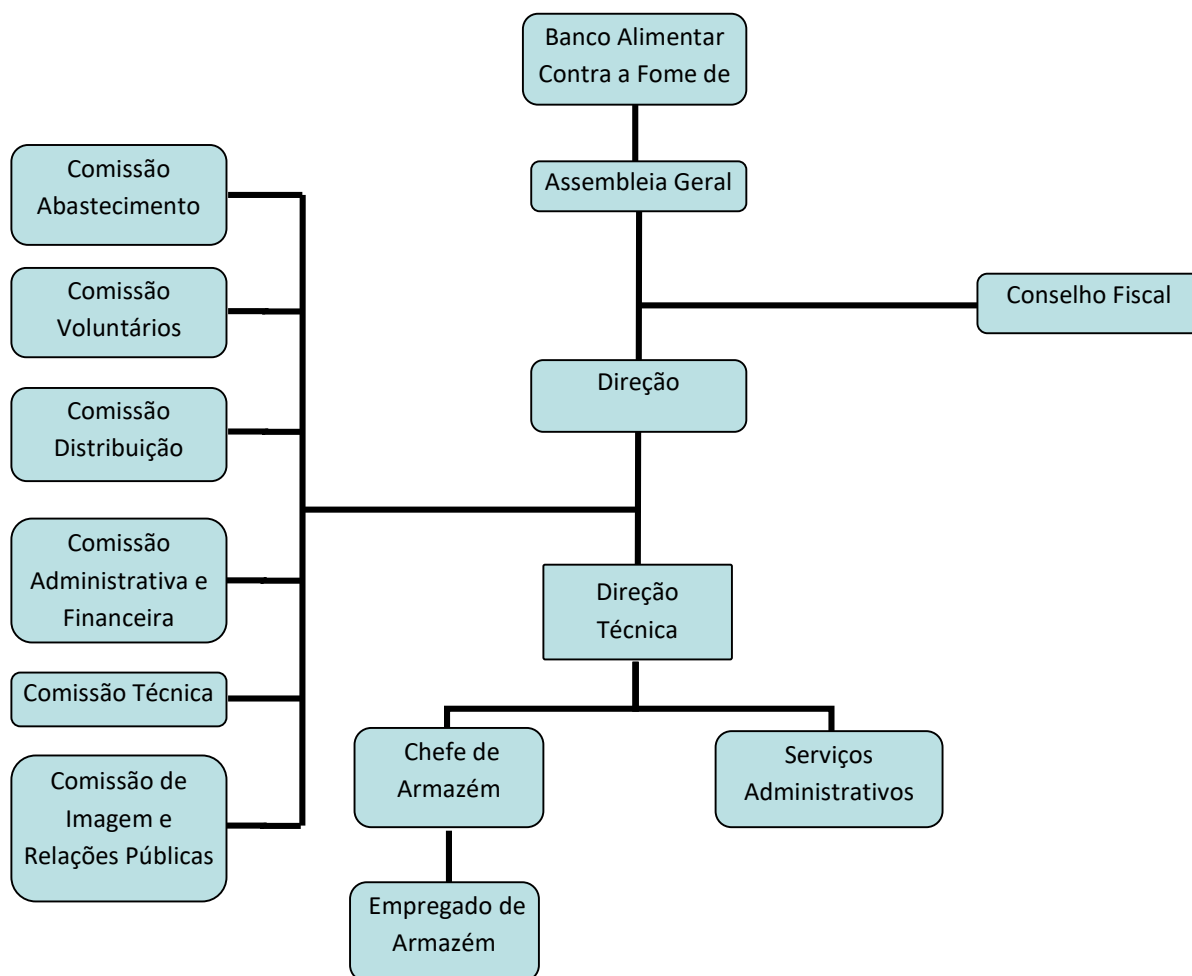 Banco Alimentar
Contra a Fome de
Assembleia Geral
Conselho Fiscal
Direção
Direção
Técnica
Chefe de
Armazém
Empregado de
Armazém
Serviços
Administrativos
Comissão
Abastecimento
Comissão
Voluntários
Comissão
Distribuição
Comissão
Administrativa e
Financeira
Comissão Técnica
Comissão de
Imagem e
Relações Públicas